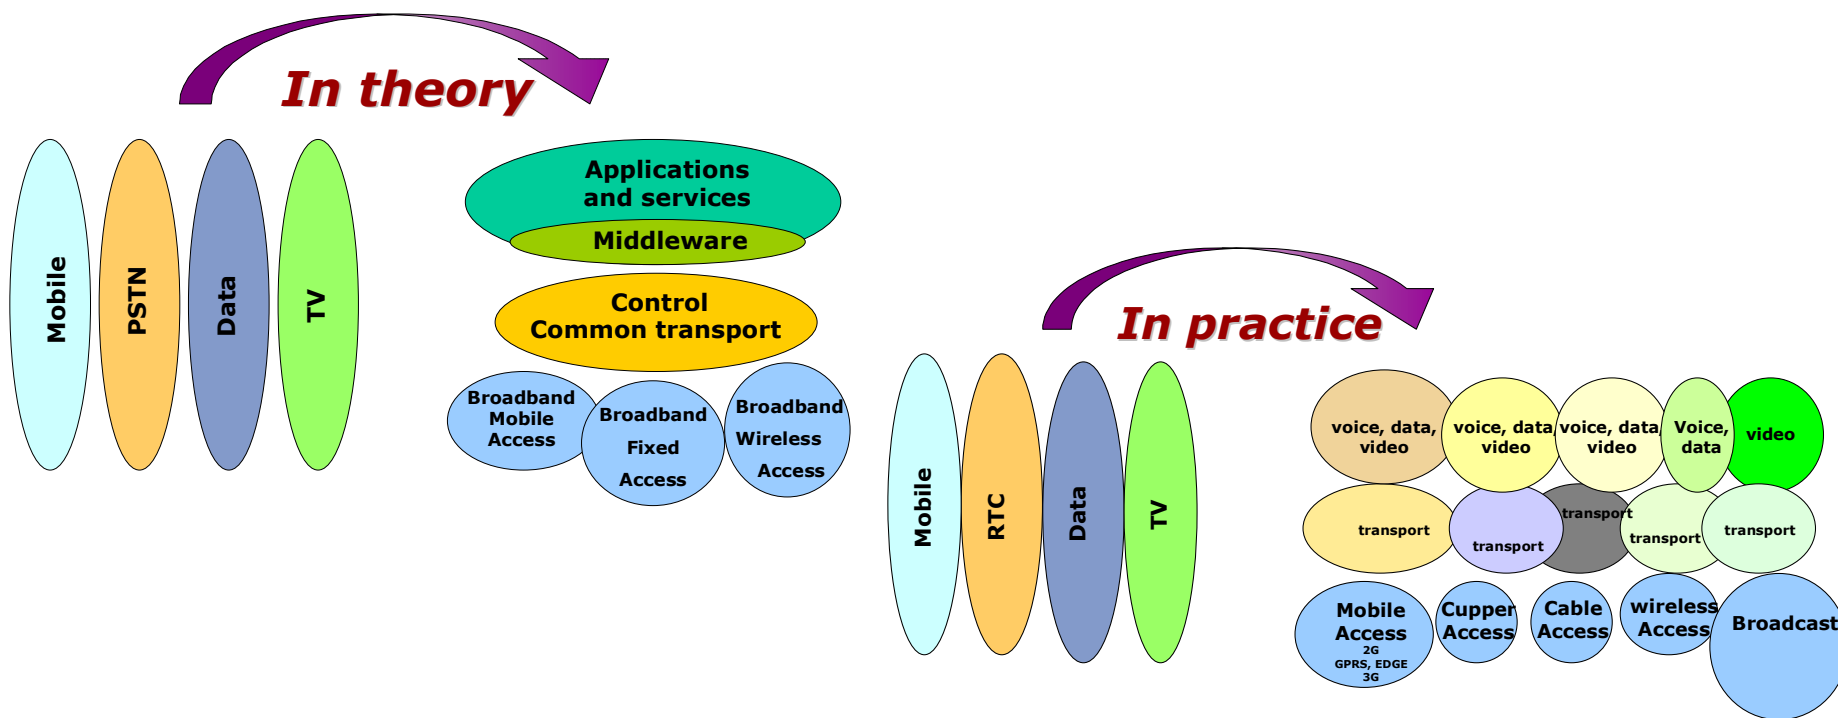 In theory
Mobile
PSTN
Data
TV
Applications
and services
Middleware
Control
Common transport
Broadband
Mobile
Access
Broadband
Fixed
Access
Broadband
Wireless
Access
In practice
Mobile
RTC
Data
TV
voice, data,
video
voice, data,
video
voice, data,
video
Voice,
data
video
transport
transport
transport
transport
transport
Mobile
Access
2G
GPRS, EDGE
3G
Cupper
Access
Cable
Access
wireless
Access
Broadcast